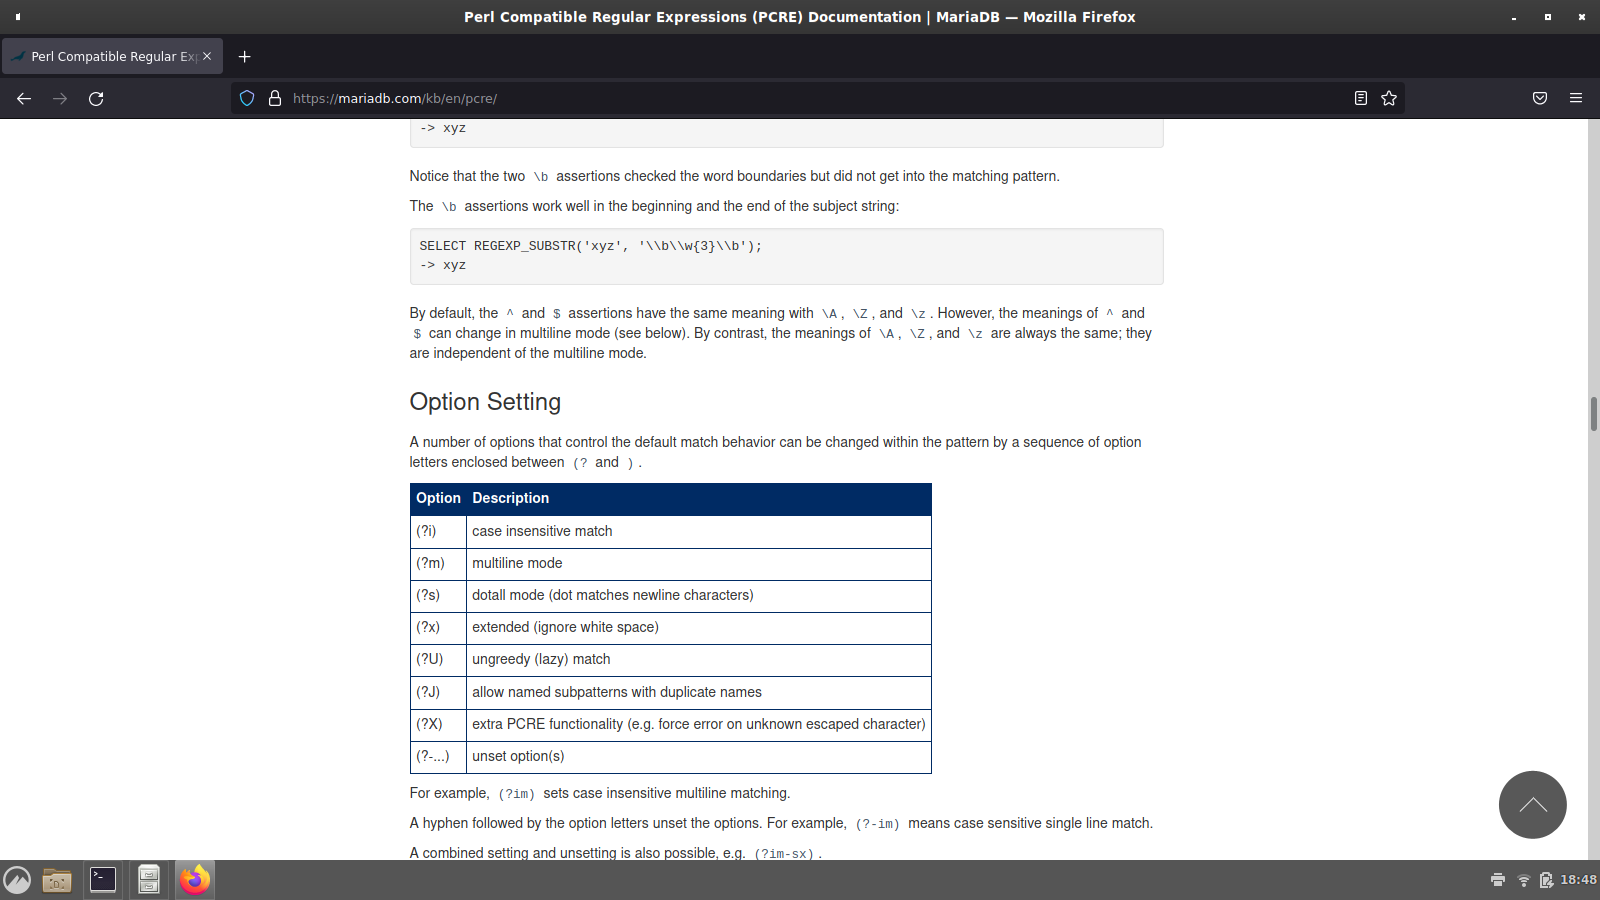 Perl Compatible Regular Expressions (PCRE) Documentation | MariaDB — Mozilla Firefox
Perl Compatible Regular Exp
https://mariadb.com/kb/en/pcre/
-> xyz
Notice that the two \b assertions checked the word boundaries but did not get into the matching pattern.
The \b assertions work well in the beginning and the end of the subject string:
SELECT REGEXP_SUBSTR('xyz', '\\b\\w{3}\\b');
-> xyz
By default, the ^ and $ assertions have the same meaning with \A, \Z, and \z. However, the meanings of ^ and
$ can change in multiline mode (see below). By contrast, the meanings of \A, \Z, and \z are always the same; they
are independent of the multiline mode.
Option Setting
A number of options that control the default match behavior can be changed within the pattern by a sequence of option
letters enclosed between (? and ).
Option Description
(?i) case insensitive match
(?m) multiline mode
(?s) dotall mode (dot matches newline characters)
(?x) extended (ignore white space)
(?U) ungreedy (lazy) match
(?J) allow named subpatterns with duplicate names
(?X) extra PCRE functionality (e.g. force error on unknown escaped character)
(?-...) unset option(s)
For example, (?im) sets case insensitive multiline matching.
A hyphen followed by the option letters unset the options. For example, (?-im) means case sensitive single line match.
A combined setting and unsetting is also possible, e.g. (?im-sx).
18:48